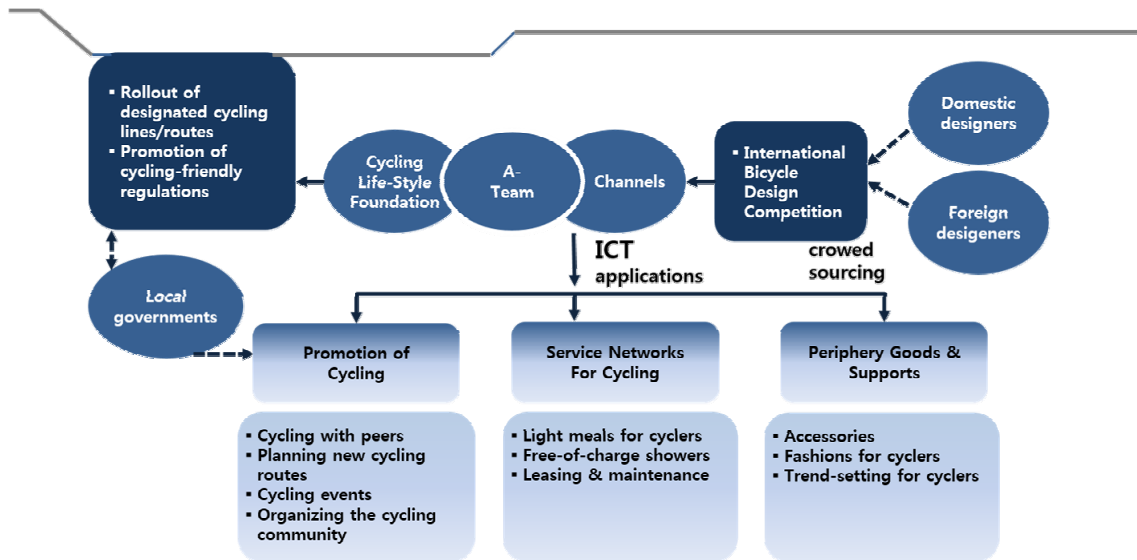 ▪ Rollout of
designated cycling
lines/routes
▪ Promotion of
cycling-friendly
regulations
Cycling
Life-Style
Foundation
A-
Team
Channels
▪ International
Bicycle
Design
Competition
Domestic
designers
Foreign
desigeners
crowed
sourcing
ICT
applications
Local
governments
Promotion of
Cycling
Service Networks
For Cycling
Periphery Goods &
Supports
▪ Cycling with peers
▪ Planning new cycling
routes
▪ Cycling events
▪ Organizing the cycling
community
▪ Light meals for cyclers
▪ Free-of-charge showers
▪ Leasing & maintenance
▪ Accessories
▪ Fashions for cyclers
▪ Trend-setting for cyclers